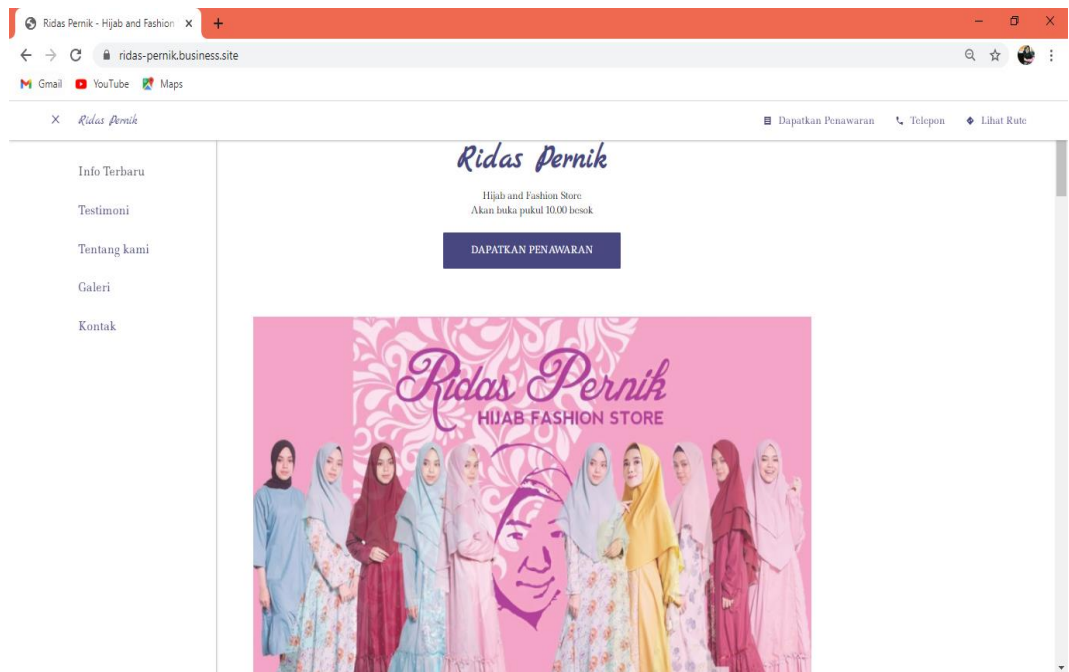 Ridas Pernik - Hijab and Fashion
ridas-pernik.business.site
Gmail YouTube Maps
Ridas Pernik
Dapatkan Penawaran Telepon Lihat Rute
Info Terbaru
Testimoni
Tentang kami
Galeri
Kontak
Ridas Pernik
Hijab and Fashion Store
Akan buka pukul 10.00 besok
DAPATKAN PENAWARAN
Ridas Pernik
HIJAB FASHION STORE